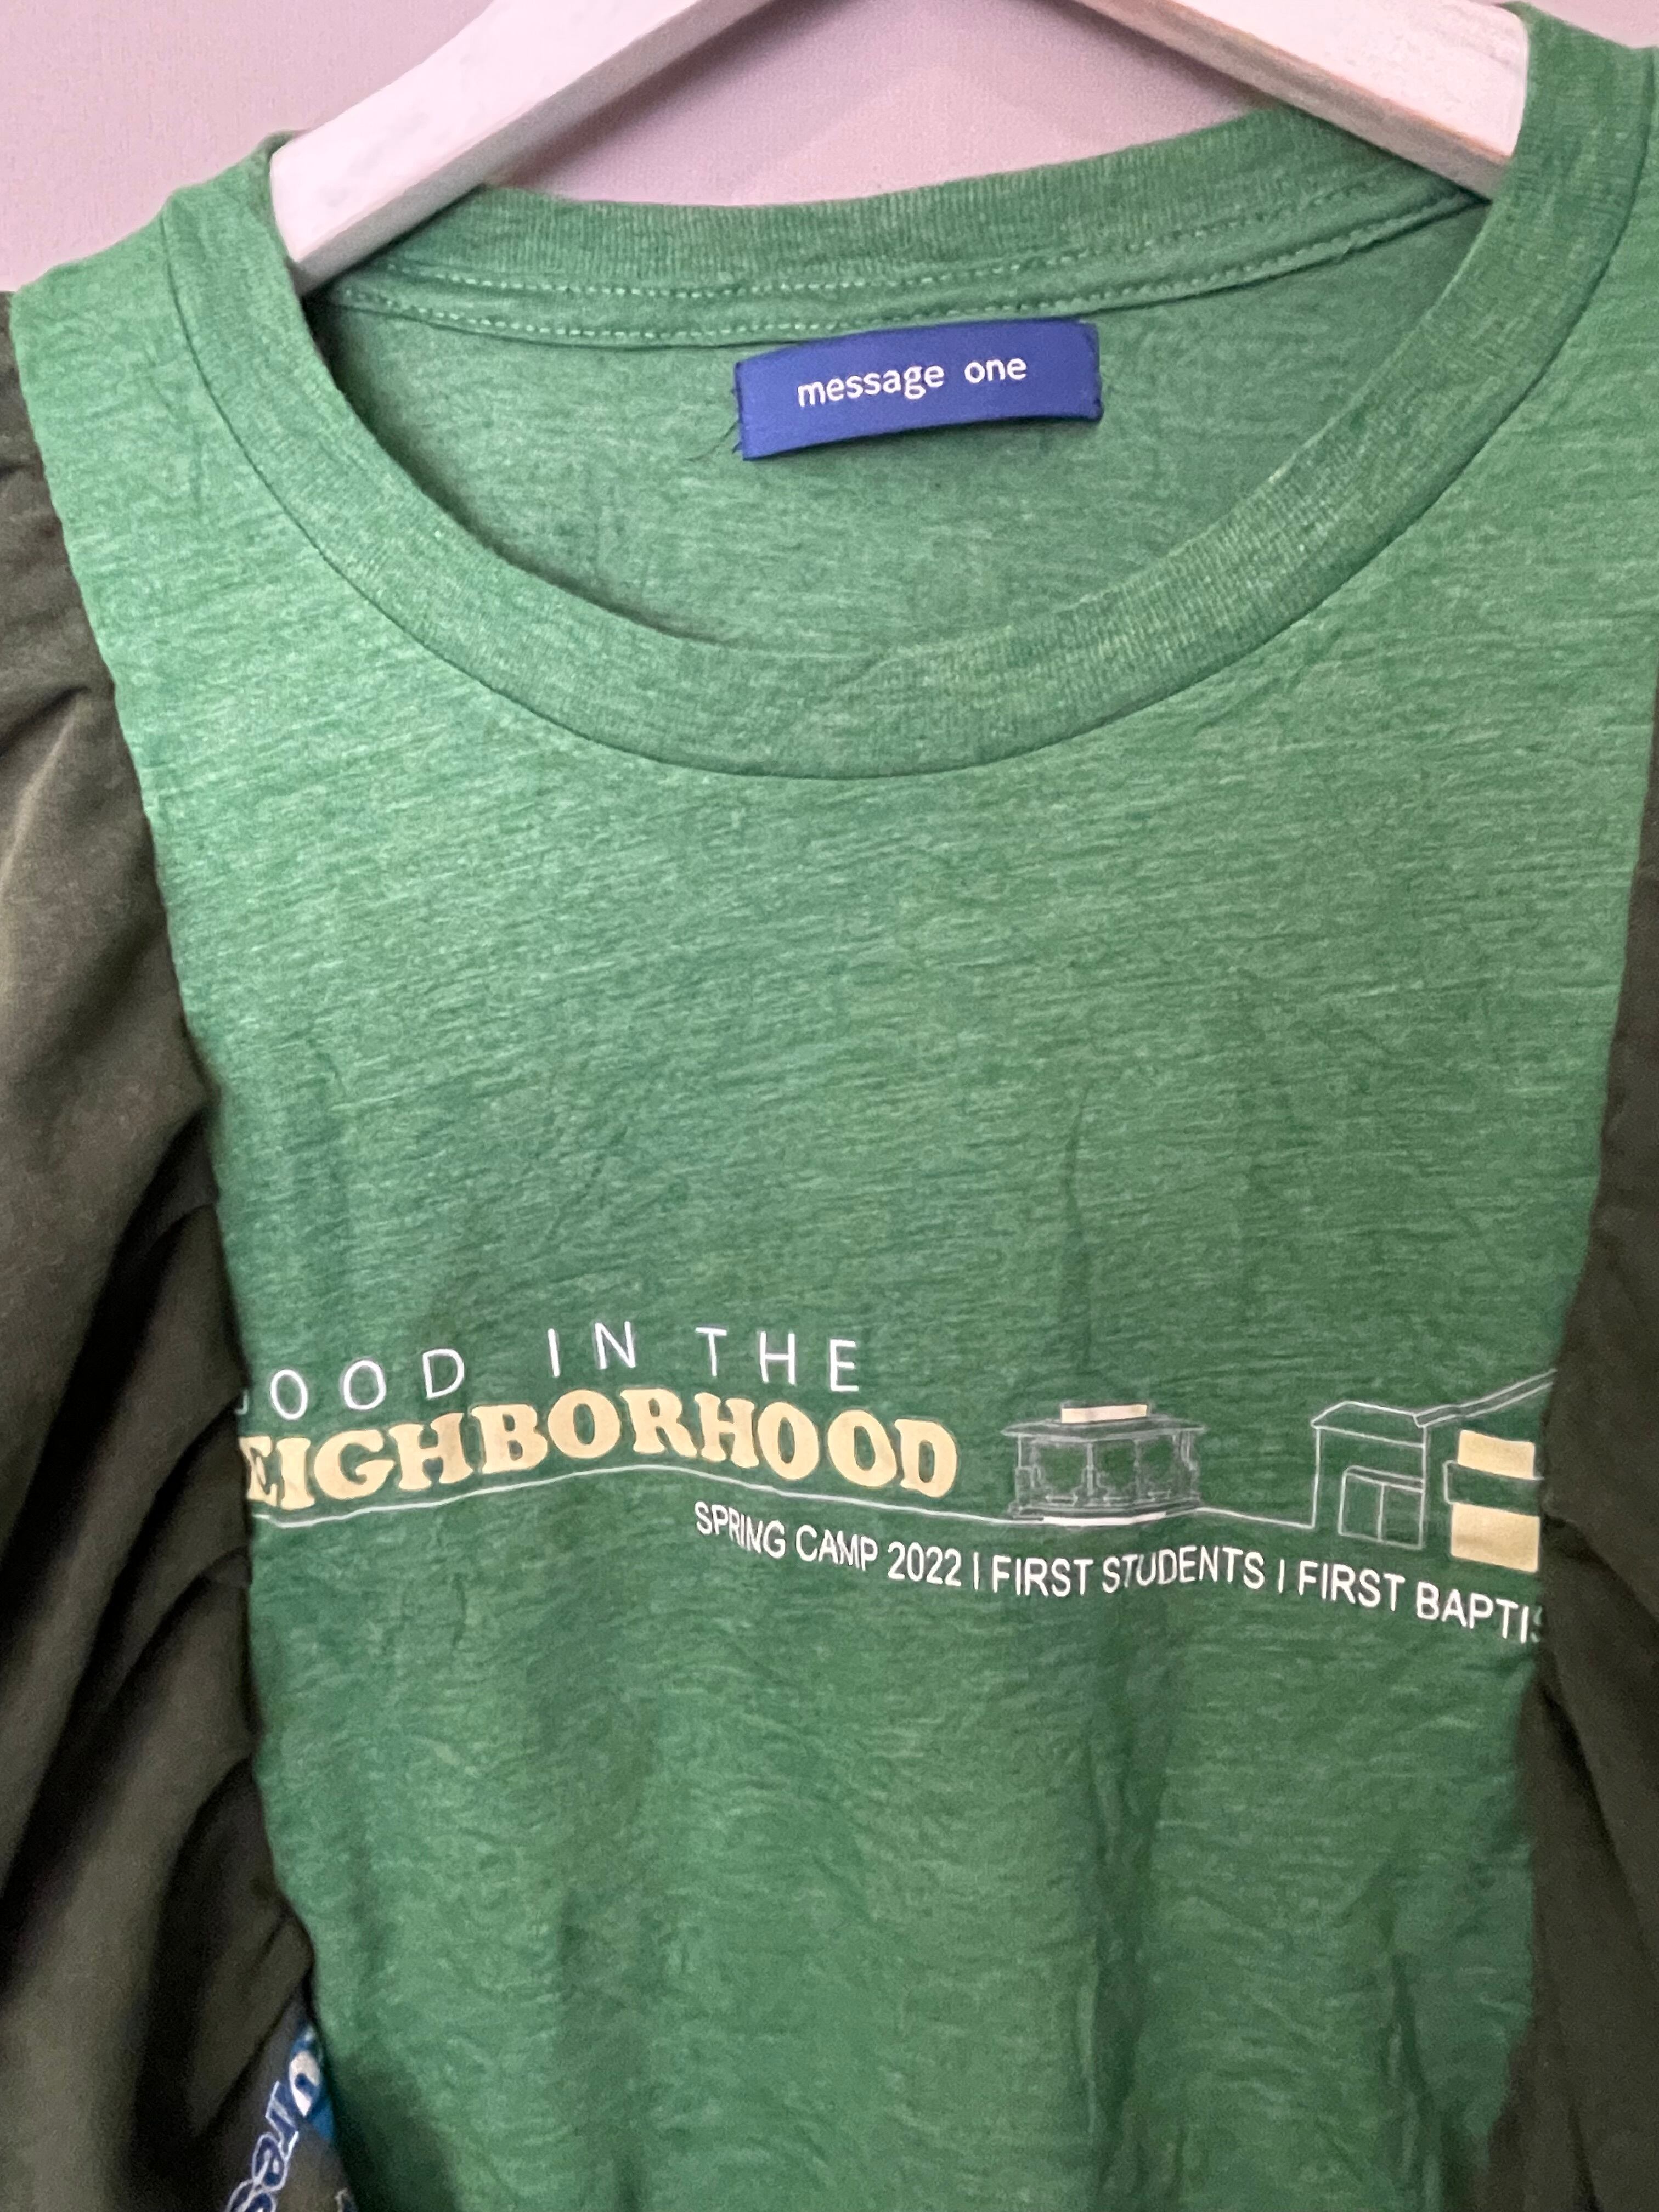 message one
OOD IN THE
EIGHBORHOOD
SPRING CAMP 2022 | FIRST STUDENTS | FIRST BAPTIS